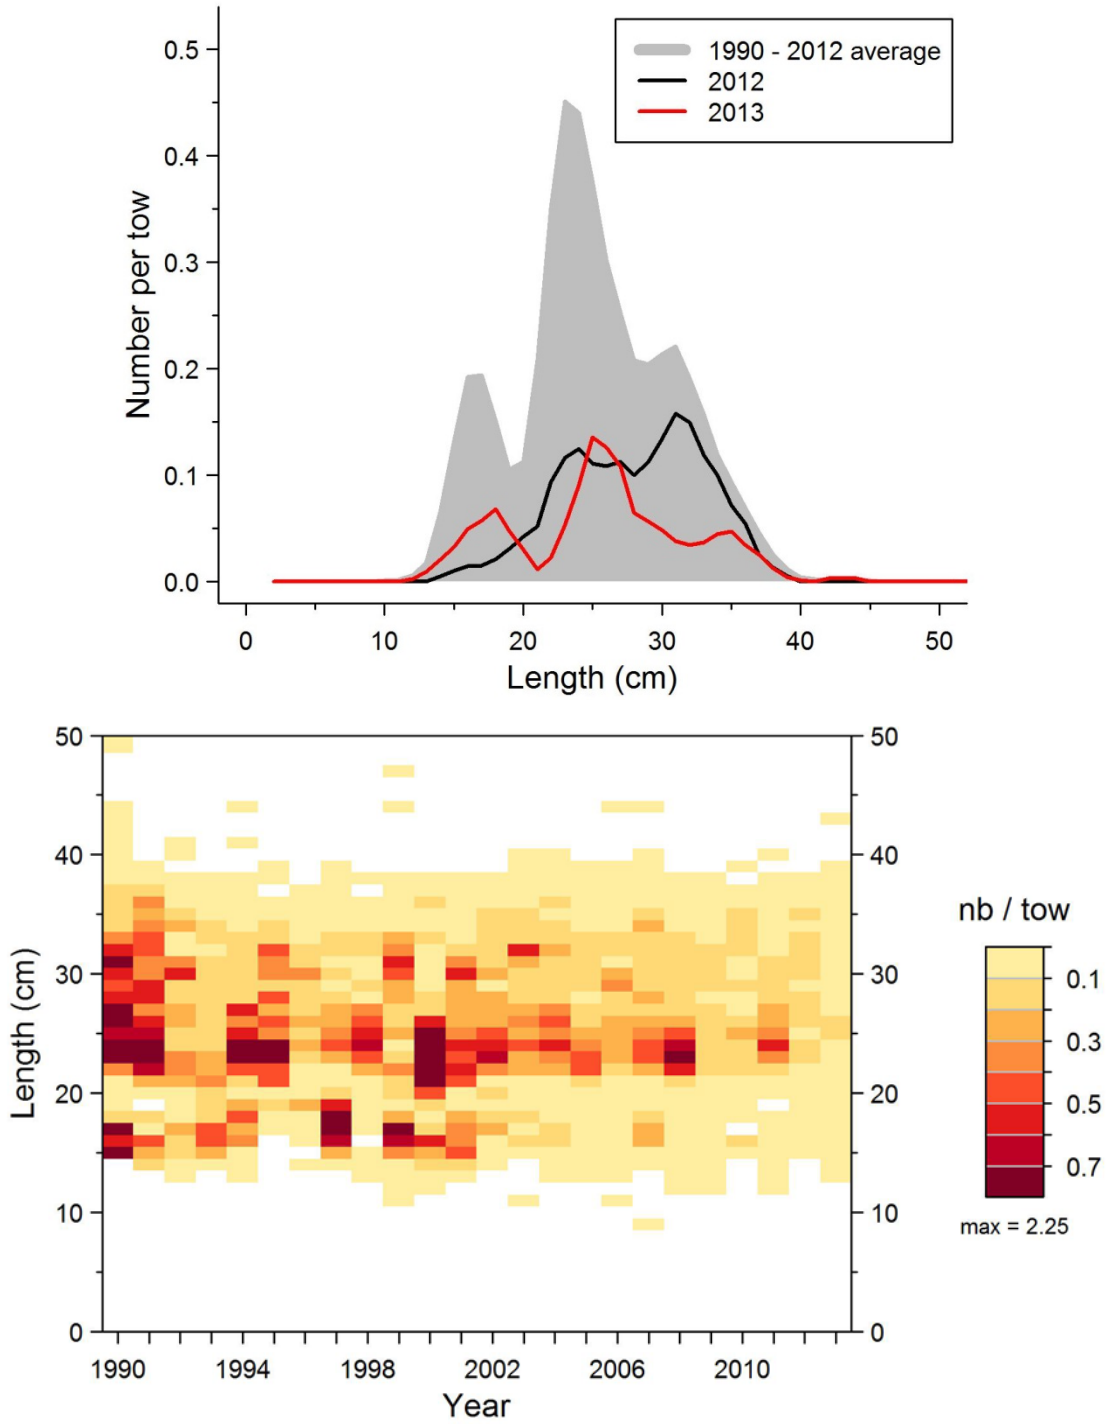 0.5
0.4
0.3
0.2
0.1
0.0
Number per tow
1990 - 2012 average
2012
2013
0 10 20 30 40 50
Length (cm)
50 50
40 40
30 30
20 20
10 10
0 0
Length (cm)
1990 1994 1998 2002 2006 2010
Year
nb / tow
0.1
0.3
0.5
0.7
max = 2.25